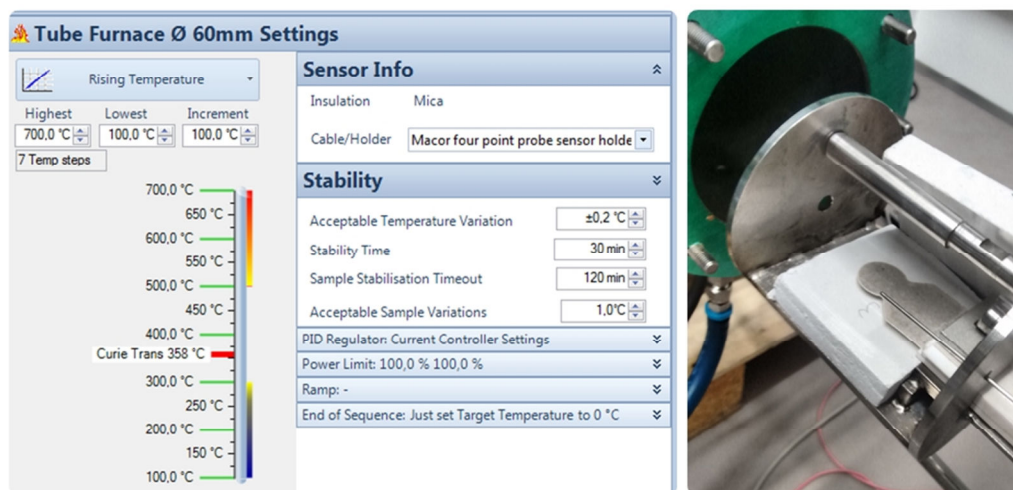 Tube Furnace Ø 60mm Settings
Rising Temperature
Highest Lowest Increment
700,0 °C 100,0 °C 100,0 °C
7 Temp steps
700,0 °C
650 °C
600,0 °C
550 °C
500,0 °C
450 °C
400,0 °C
Curie Trans 358 °C
300,0 °C
250 °C
200,0 °C
150 °C
100,0 °C
Sensor Info
Insulation Mica
Cable/Holder Macor four point probe sensor holde
Stability
Acceptable Temperature Variation ±0,2 °C
Stability Time 30 min
Sample Stabilisation Timeout 120 min
Acceptable Sample Variations 1,0°C
PID Regulator: Current Controller Settings
Power Limit: 100,0 % 100,0 %
Ramp: -
End of Sequence: Just set Target Temperature to 0 °C